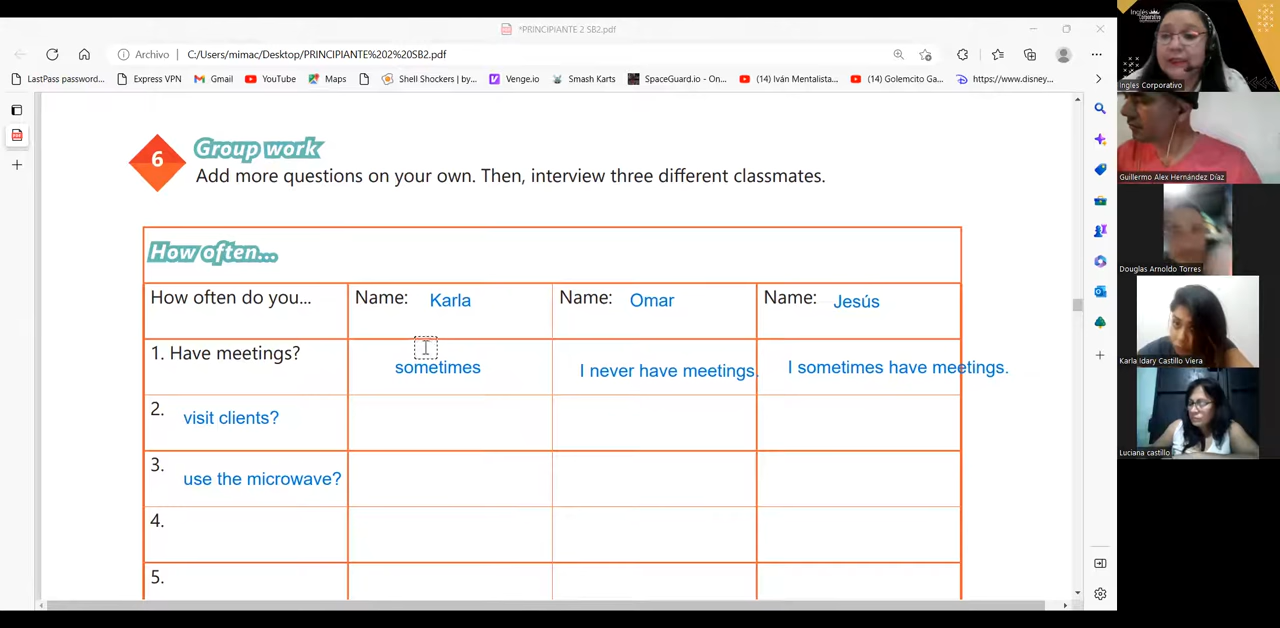 *PRINCIPIANTE 2 SB2.pdf
Archivo C:/Users/mimac/Desktop/PRINCIPIANTE%202%20SB2.pdf
LastPass password... Express VPN Gmail YouTube Maps Shell Shockers | by... Venge.io Smash Karts SpaceGuard.io - On... (14) Iván Mentalista... (14) Golemcito Ga... https://www.disney...
6 Group work
Add more questions on your own. Then, interview three different classmates.
How often...
How often do you... Name: Karla Name: Omar Name: Jesús
1. Have meetings? sometimes I never have meetings. I sometimes have meetings.
2. visit clients?
3. use the microwave?
4.
5.
Inglés Corporativo
Ingles Corporativo
Guillermo Alex Hernández Díaz
Douglas Arnoldo Torres
Karla Idary Castillo Viera
Luciana castillo